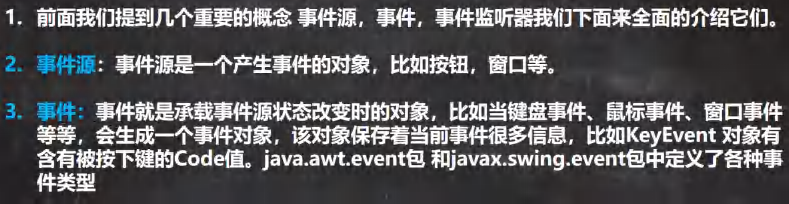 1. 前面我们提到几个重要的概念 事件源，事件，事件监听器我们下面来全面的介绍它们。
2. 事件源：事件源是一个产生事件的对象，比如按钮，窗口等。
3. 事件：事件就是承载事件源状态改变时的对象，比如当键盘事件、鼠标事件、窗口事件
等等，会生成一个事件对象，该对象保存着当前事件很多信息，比如KeyEvent 对象有
含有被按下键的Code值。java.awt.event包 和javax.swing.event包中定义了各种事
件类型